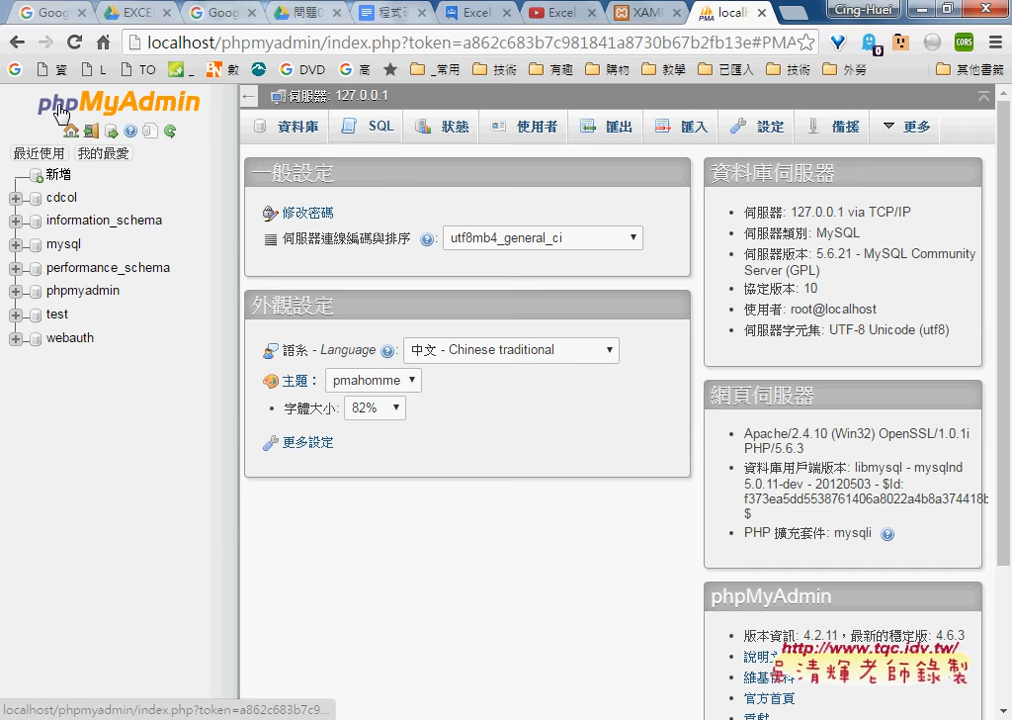 Goog
EXCE
Goog
問題0
程式
Excel
Excel
XAM
locall
Cing-Huei
localhost/phpmyadmin/index.php?token=a862c683b7c981841a8730b67b2fb13e#PMA
資
L
TO
_
數
DVD
高
_常用
技術
有趣
購物
教學
已匯入
技術
外勞
其他書籤
phpMyAdmin
最近使用 我的最愛
新增
cdcol
information_schema
mysql
performance_schema
phpmyadmin
test
webauth
伺服器: 127.0.0.1
資料庫
SQL
狀態
使用者
匯出
匯入
設定
備援
更多
一般設定
修改密碼
伺服器連線編碼與排序 : utf8mb4_general_ci
外觀設定
語系 - Language : 中文 - Chinese traditional
主題： pmahomme
• 字體大小: 82%
更多設定
資料庫伺服器
• 伺服器: 127.0.0.1 via TCP/IP
• 伺服器類別: MySQL
• 伺服器版本: 5.6.21 - MySQL Community
Server (GPL)
• 協定版本: 10
• 使用者: root@localhost
• 伺服器字元集: UTF-8 Unicode (utf8)
網頁伺服器
• Apache/2.4.10 (Win32) OpenSSL/1.0.1i
PHP/5.6.3
• 資料庫用戶端版本: libmysql - mysqlnd
5.0.11-dev - 20120503 - $Id:
f373ea5dd5538761406a8022a4b8a374418b
$
• PHP 擴充套件: mysqli
phpMyAdmin
• 版本資訊: 4.2.11，最新的穩定版: 4.6.3
http://www.tqc.idv.tw/
• 說明
吳清輝老師錄製
• 維基
• 官方首頁
localhost/phpmyadmin/index.php?token=a862c683b7c9...